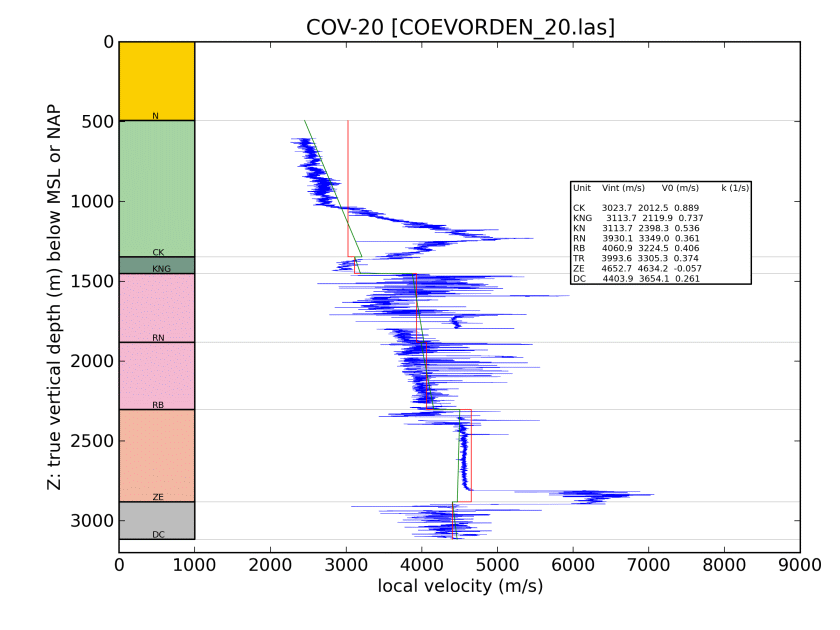 COV-20 [COEVORDEN_20.las]
0
500
1000
1500
2000
2500
3000
Z: true vertical depth (m) below MSL or NAP
N
CK
KNG
RN
RB
ZE
DC
Unit Vint (m/s) V0 (m/s) k (1/s)
CK 3023.7 2012.5 0.889
KNG 3113.7 2119.9 0.737
KN 3113.7 2398.3 0.536
RN 3930.1 3349.0 0.361
RB 4060.9 3224.5 0.406
TR 3993.6 3305.3 0.374
ZE 4652.7 4634.2 -0.057
DC 4403.9 3654.1 0.261
0 1000 2000 3000 4000 5000 6000 7000 8000 9000
local velocity (m/s)